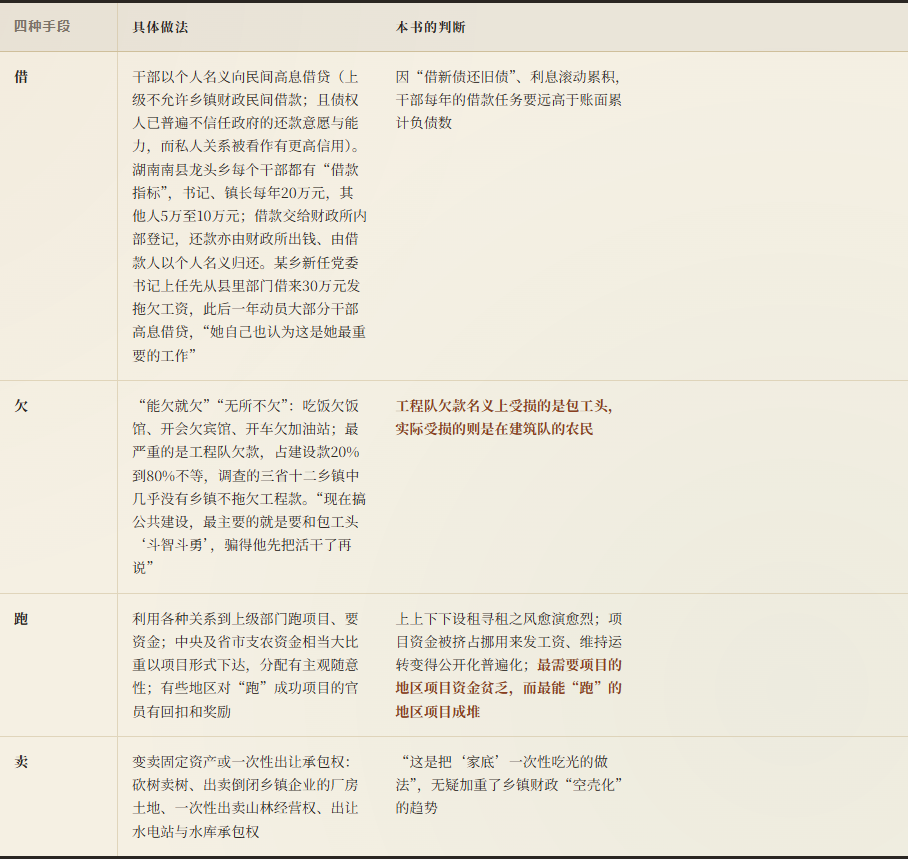 四种手段
具体做法
本书的判断
借
干部以个人名义向民间高息借贷（上
级不允许乡镇财政民间借款；且债权
人已普遍不信任政府的还款意愿与能
力，而私人关系被看作有更高信用）。
湖南南县龙头乡每个干部都有“借款
指标”，书记、镇长每年20万元，其
他人5万至10万元；借款交给财政所内
部登记，还款亦由财政所出钱、由借
款人以个人名义归还。某乡新任党委
书记上任先从县里部门借来30万元发
拖欠工资，此后一年动员大部分干部
高息借贷，“她自己也认为这是她最重
要的工作”
因“借新债还旧债”、利息滚动累积，
干部每年的借款任务要远高于账面累
计负债数
欠
“能欠就欠”“无所不欠”：吃饭欠饭
馆、开会欠宾馆、开车欠加油站；最
严重的是工程队欠款，占建设款20%
到80%不等，调查的三省十二乡镇中
几乎没有乡镇不拖欠工程款。“现在搞
公共建设，最主要的就是要和包工头
‘斗智斗勇’，骗得他先把活干了再
说”
工程队欠款名义上受损的是包工头，
实际受损的则是在建筑队的农民
跑
利用各种关系到上级部门跑项目、要
资金；中央及省市支农资金相当大比
重以项目形式下达，分配有主观随意
性；有些地区对“跑”成功项目的官
员有回扣和奖励
上上下下设租寻租之风愈演愈烈；项
目资金被挤占挪用来发工资、维持运
转变得公开化普遍化；最需要项目的
地区项目资金贫乏，而最能“跑”的
地区项目成堆
卖
变卖固定资产或一次性出让承包权：
砍树卖树、出卖倒闭乡镇企业的厂房
土地、一次性出卖山林经营权、出让
水电站与水库承包权
“这是把‘家底’一次性吃光的做
法”，无疑加重了乡镇财政“空壳化”
的趋势